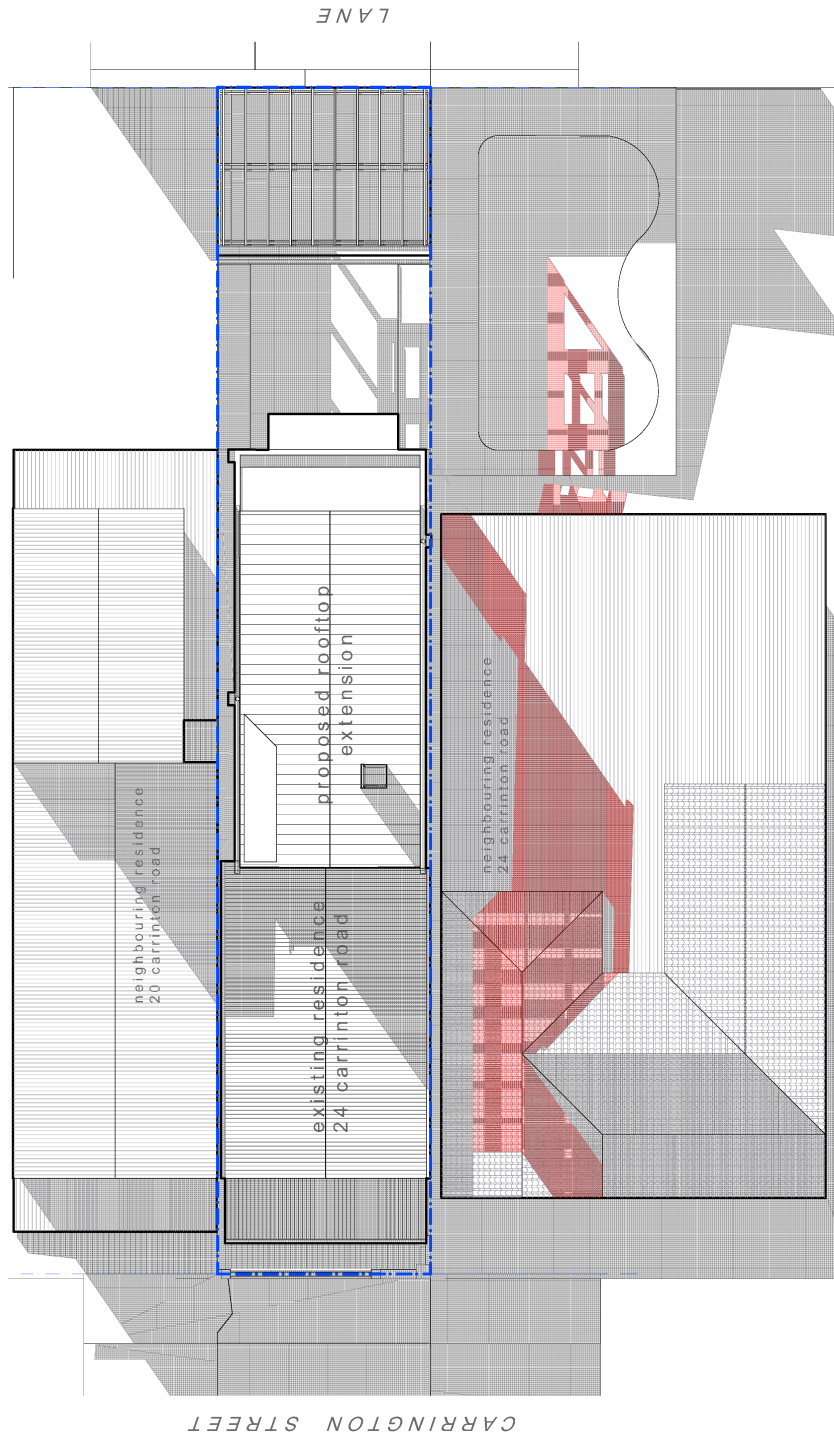 LANE
proposed rooftop
extension
neighbouring residence
24 carrinton road
neighbouring residence
20 carrinton road
existing residence
24 carrinton road
CARRINGTON STREET